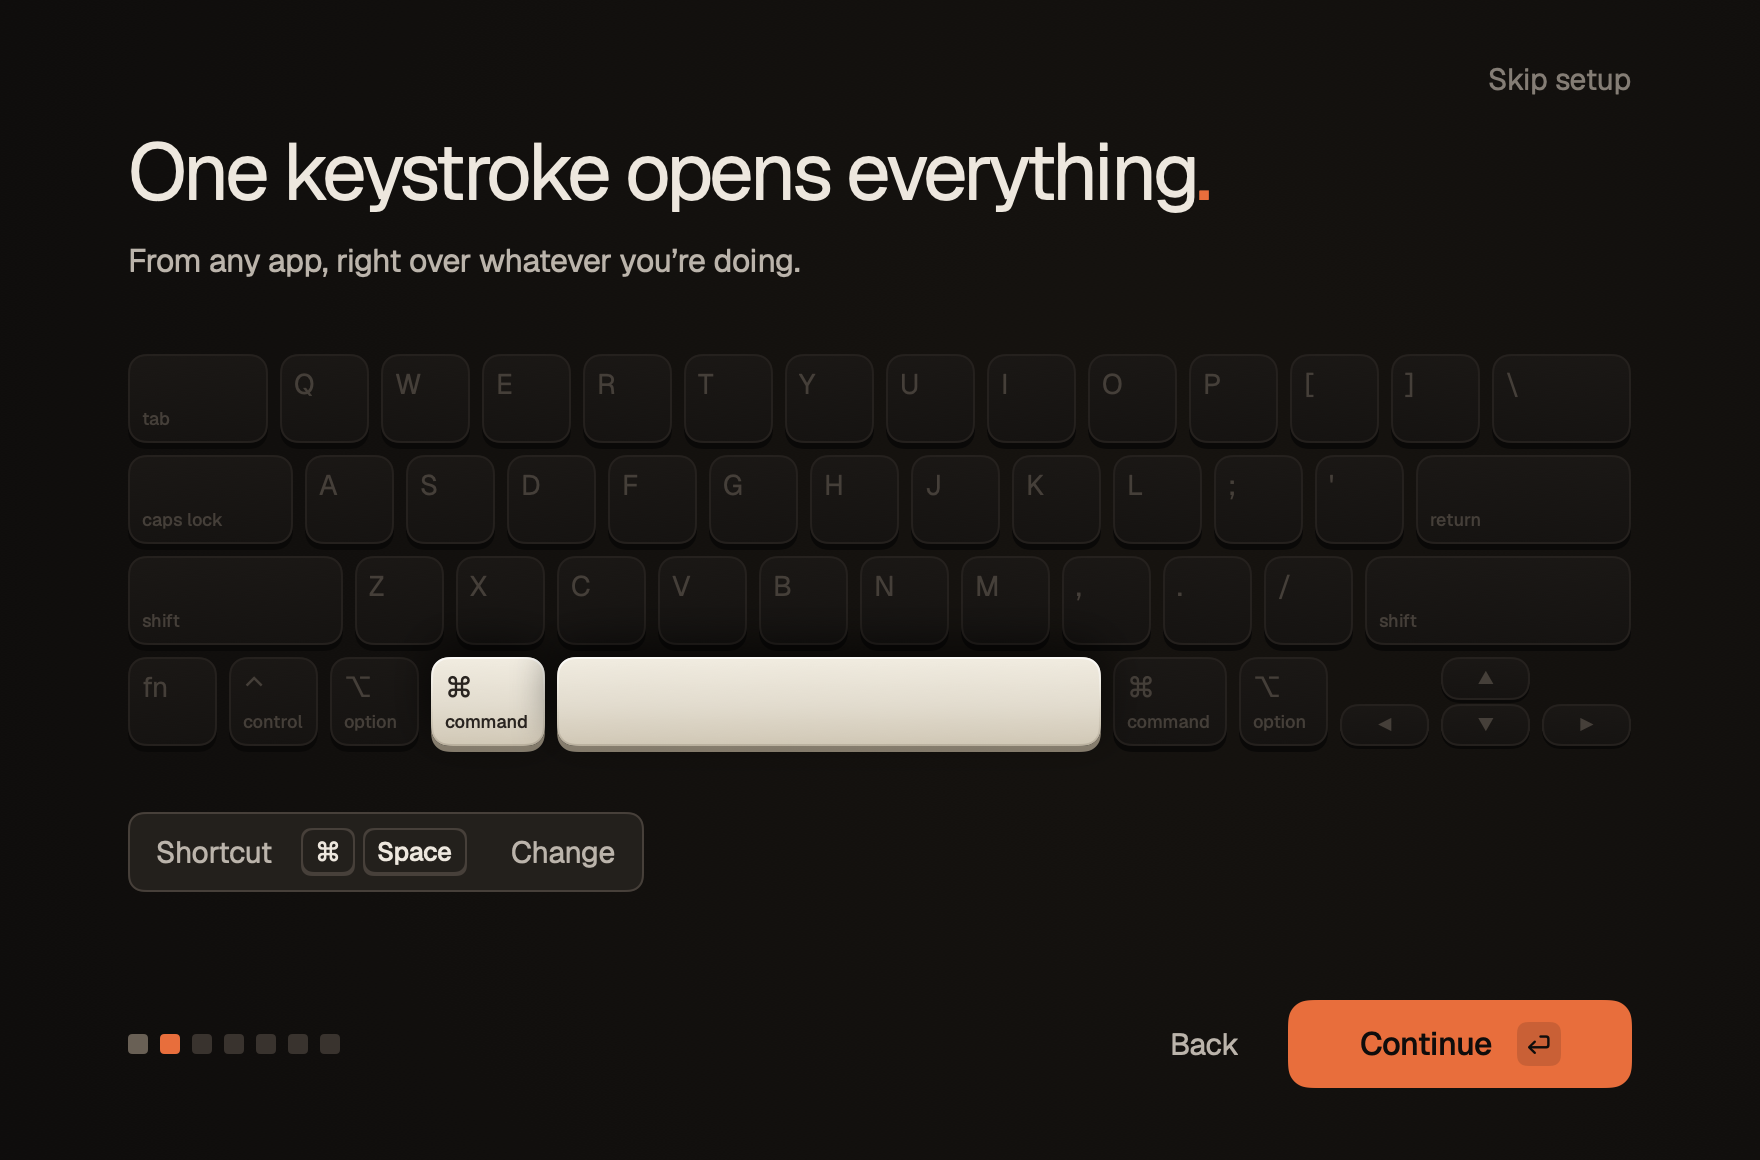 Skip setup
One keystroke opens everything.
From any app, right over whatever you’re doing.
tab Q W E R T Y U I O P [ ] \
caps lock A S D F G H J K L ; ' return
shift Z X C V B N M , . / shift
fn ^ control ⌥ option ⌘ command ⌘ command ⌥ option ◀ ▲ ▼ ▶
Shortcut ⌘ Space Change
Back Continue ↵